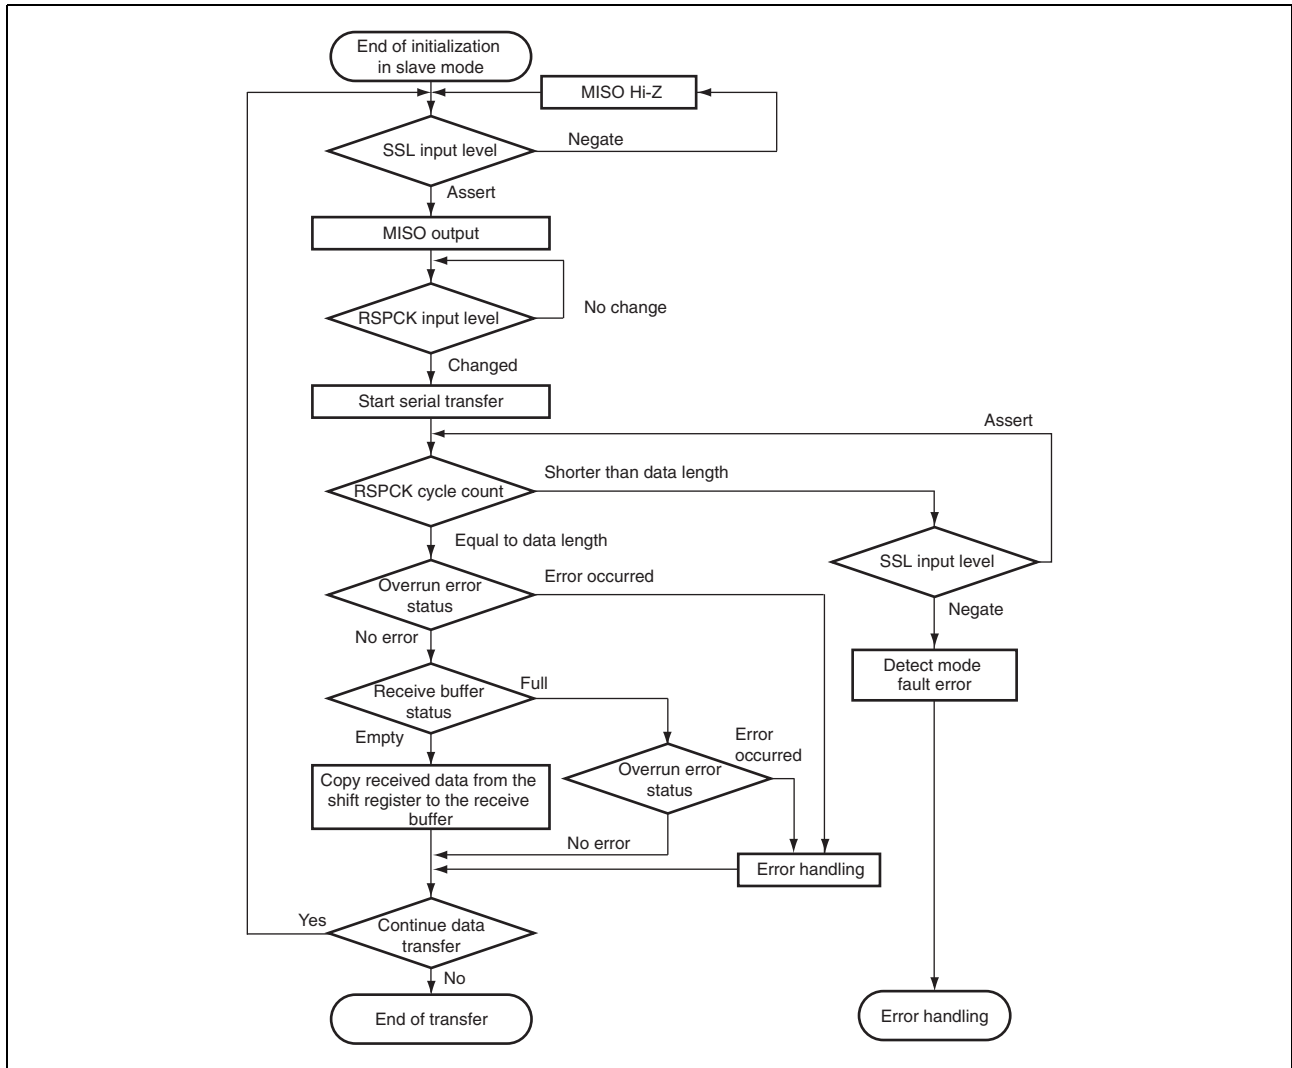 End of initialization
in slave mode
MISO Hi-Z
SSL input level
Negate
Assert
MISO output
RSPCK input level
No change
Changed
Start serial transfer
Assert
RSPCK cycle count
Shorter than data length
SSL input level
Equal to data length
Overrun error
status
Error occurred
Negate
No error
Detect mode
fault error
Receive buffer
status
Full
Empty
Error
occurred
Overrun error
status
Copy received data from the
shift register to the receive
buffer
No error
Error handling
Yes
Continue data
transfer
No
End of transfer
Error handling